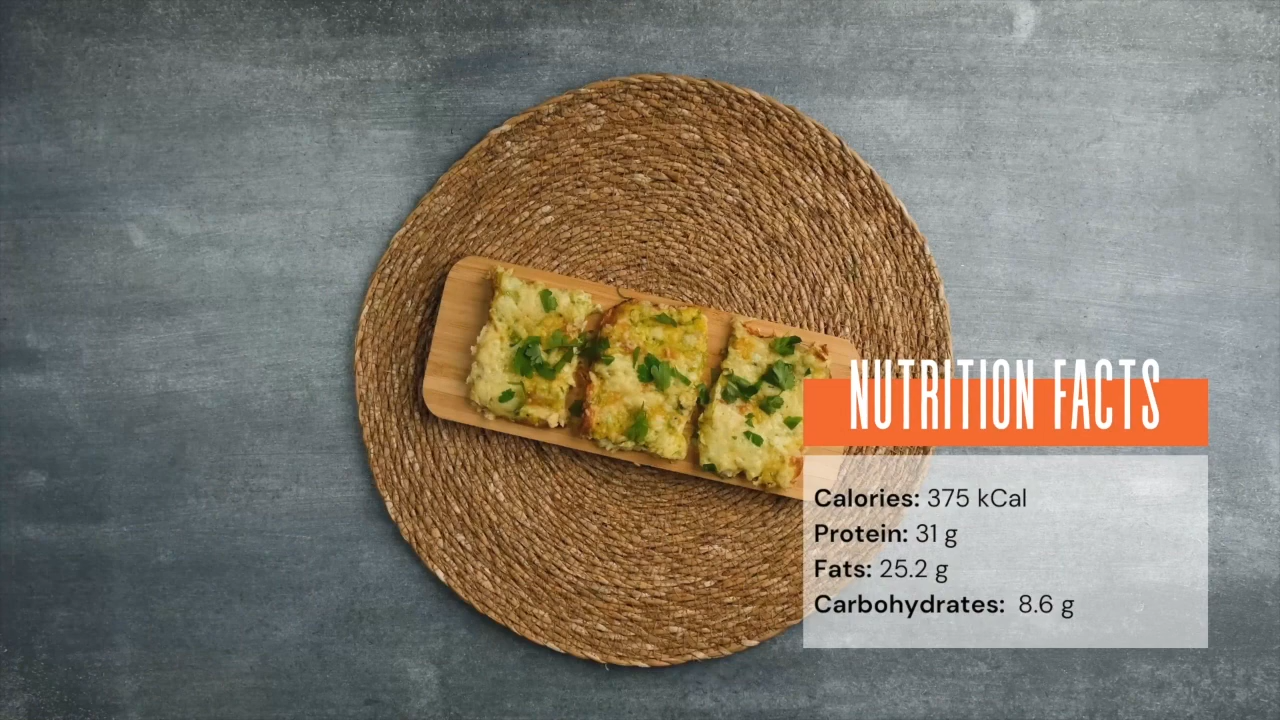 NUTRITION FACTS
Calories: 375 kCal
Protein: 31 g
Fats: 25.2 g
Carbohydrates: 8.6 g